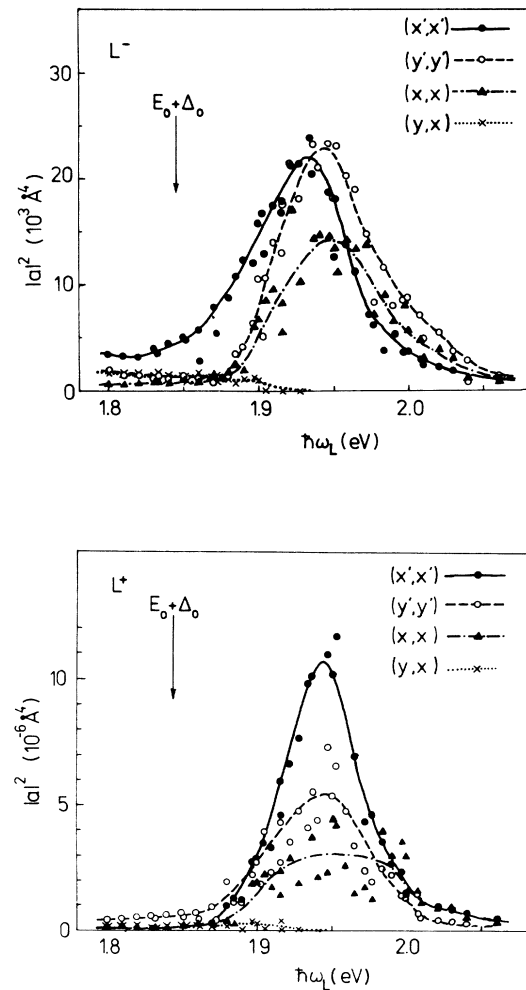 L⁻
(x',x')
(y',y')
(x,x)
(y,x)
E₀+Δ₀
30
20
10
0
|a|² (10³ Å⁴)
1.8
1.9
2.0
ħω_L(eV)
L⁺
(x',x')
(y',y')
(x,x)
(y,x)
E₀+Δ₀
10
5
0
|a|² (10⁻⁶ Å⁴)
1.8
1.9
2.0
ħω_L(eV)